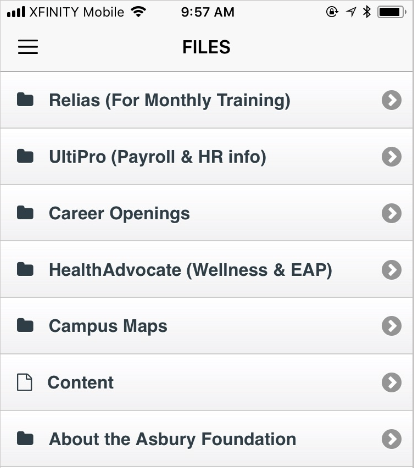 XFINITY Mobile 9:57 AM
FILES
Relias (For Monthly Training)
UltiPro (Payroll & HR info)
Career Openings
HealthAdvocate (Wellness & EAP)
Campus Maps
Content
About the Asbury Foundation